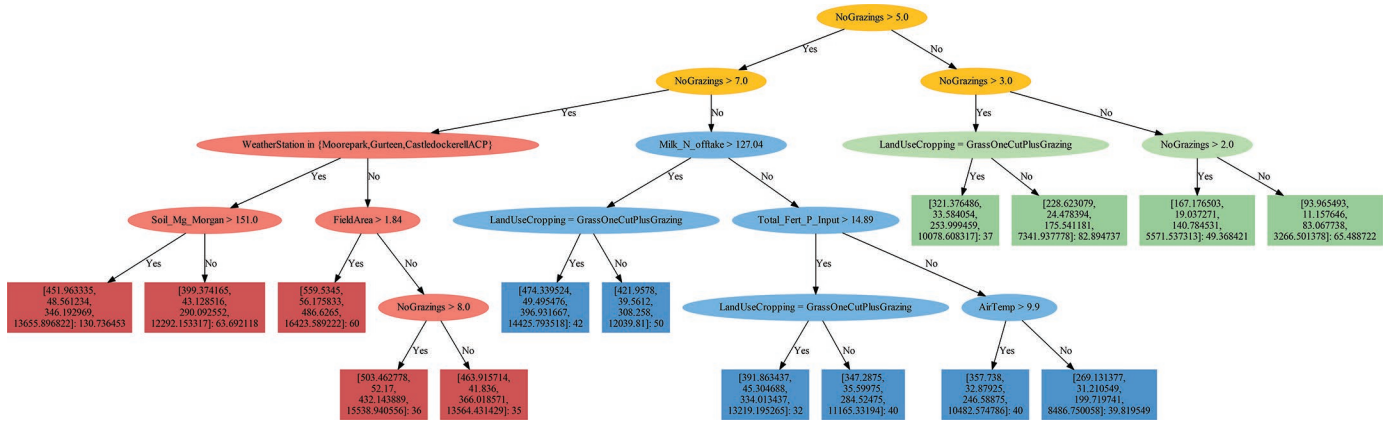 NoGrazings > 5.0
Yes
No
NoGrazings > 7.0
NoGrazings > 3.0
Yes
No
Yes
No
WeatherStation in {Moorepark,Gurteen,CastledockerellACP}
Milk_N_offtake > 127.04
LandUseCropping = GrassOneCutPlusGrazing
NoGrazings > 2.0
Yes
No
Yes
No
Yes
No
Yes
No
Soil_Mg_Morgan > 151.0
FieldArea > 1.84
LandUseCropping = GrassOneCutPlusGrazing
Total_Fert_P_Input > 14.89
[321.376486,
33.584054,
253.999459,
10078.608317]: 37
[228.623079,
24.478394,
175.541181,
7341.937778]: 82.894737
[167.176503,
19.037271,
140.784531,
5571.537313]: 49.368421
[93.965493,
11.157646,
83.067738,
3266.501378]: 65.488722
Yes
No
Yes
No
Yes
No
Yes
No
[451.963335,
48.561234,
346.192969,
13655.896822]: 130.736453
[399.374165,
43.128516,
290.092552,
12292.153317]: 63.692118
[559.5345,
56.175833,
486.6265,
16423.589222]: 60
NoGrazings > 8.0
[474.339524,
49.495476,
396.931667,
14425.793518]: 42
[421.9578,
39.5612,
308.258,
12039.81]: 50
LandUseCropping = GrassOneCutPlusGrazing
AirTemp > 9.9
Yes
No
Yes
No
Yes
No
[503.462778,
52.17,
432.143889,
15538.940556]: 36
[463.915714,
41.836,
366.018571,
13564.431429]: 35
[391.863437,
45.304688,
334.013437,
13219.195265]: 32
[347.2875,
35.59975,
284.52475,
11165.33194]: 40
[357.738,
32.87925,
246.58875,
10482.574786]: 40
[269.131377,
31.210549,
199.719741,
8486.750058]: 39.819549